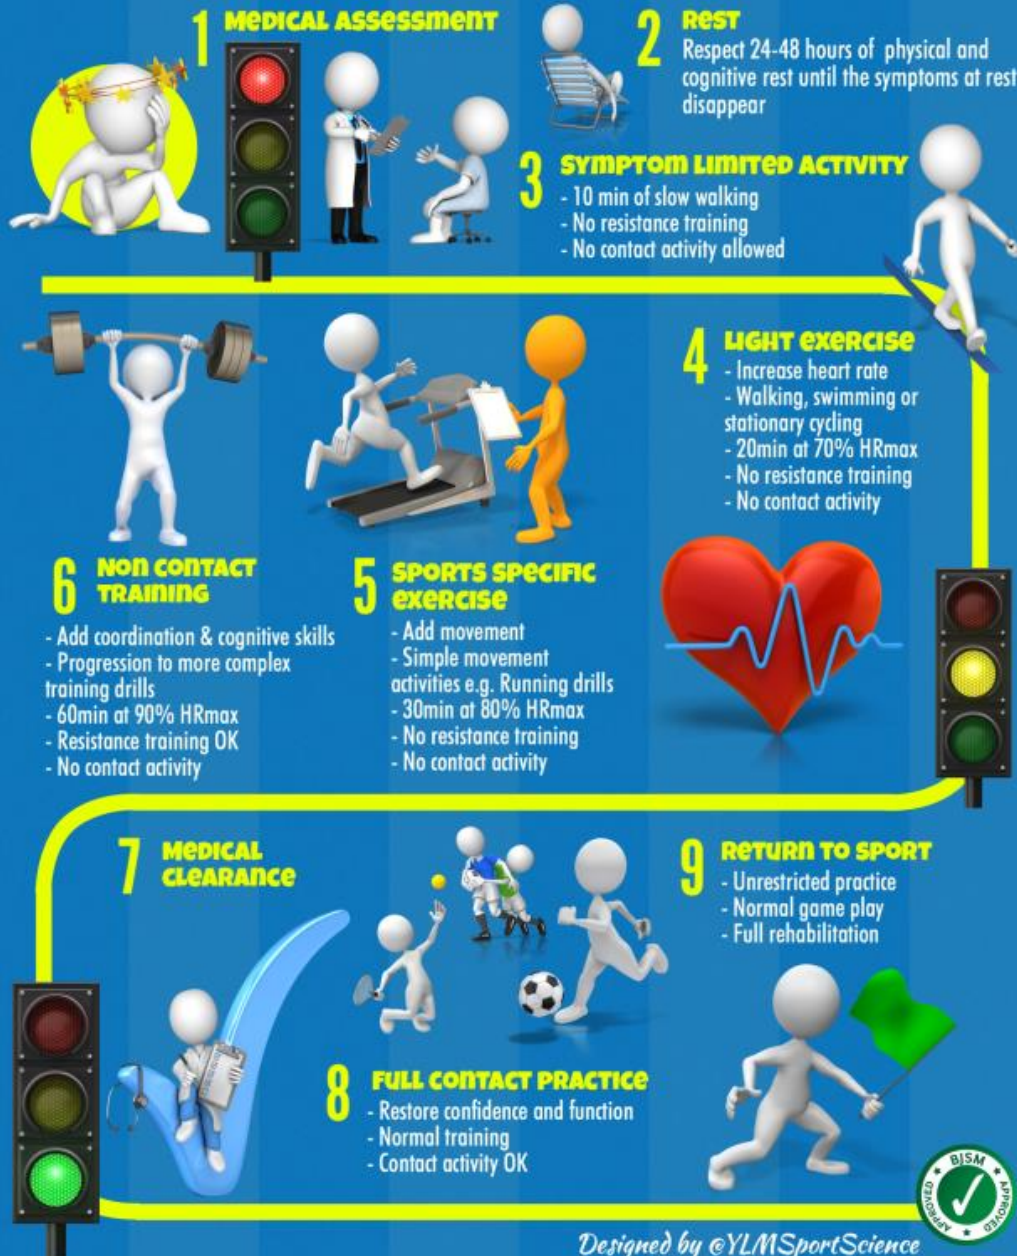 1 MEDICAL ASSESSMENT
2 REST
Respect 24-48 hours of physical and
cognitive rest until the symptoms at rest
disappear
3 SYMPTOM LIMITED ACTIVITY
- 10 min of slow walking
- No resistance training
- No contact activity allowed
4 LIGHT EXERCISE
- Increase heart rate
- Walking, swimming or
stationary cycling
- 20min at 70% HRmax
- No resistance training
- No contact activity
5 SPORTS SPECIFIC
EXERCISE
- Add movement
- Simple movement
activities e.g. Running drills
- 30min at 80% HRmax
- No resistance training
- No contact activity
6 NON CONTACT
TRAINING
- Add coordination & cognitive skills
- Progression to more complex
training drills
- 60min at 90% HRmax
- Resistance training OK
- No contact activity
7 MEDICAL
CLEARANCE
8 FULL CONTACT PRACTICE
- Restore confidence and function
- Normal training
- Contact activity OK
9 RETURN TO SPORT
- Unrestricted practice
- Normal game play
- Full rehabilitation
BJSM
APPROVED
APPROVED
Designed by @YLMSportScience